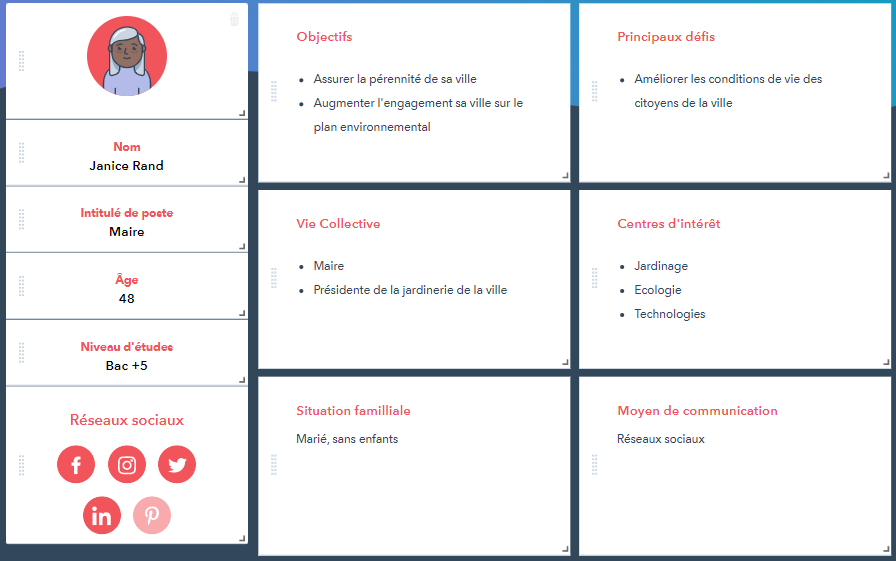 Nom
Janice Rand
Intitulé de poste
Maire
Âge
48
Niveau d'études
Bac +5
Réseaux sociaux
Objectifs
Assurer la pérennité de sa ville
Augmenter l'engagement sa ville sur le
plan environnemental
Principaux défis
Améliorer les conditions de vie des
citoyens de la ville
Vie Collective
Maire
Présidente de la jardinerie de la ville
Centres d'intérêt
Jardinage
Ecologie
Technologies
Situation familliale
Marié, sans enfants
Moyen de communication
Réseaux sociaux